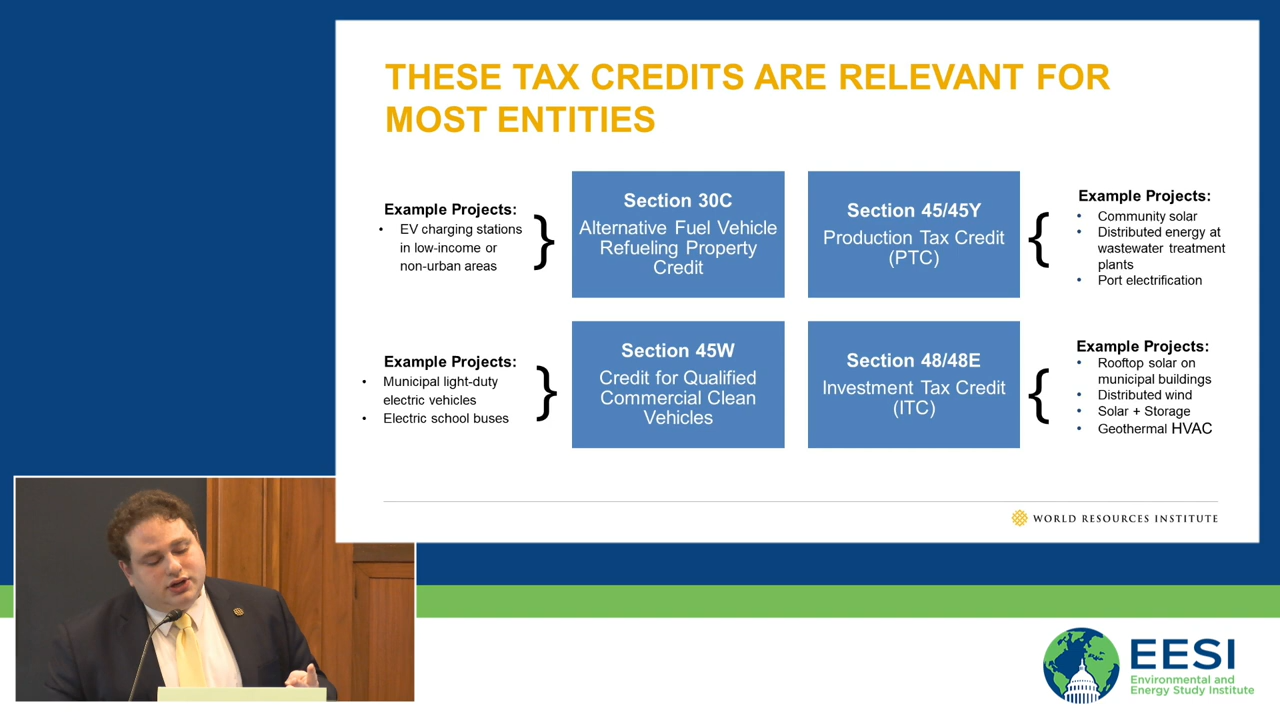 THESE TAX CREDITS ARE RELEVANT FOR
MOST ENTITIES
Example Projects:
• EV charging stations
in low-income or
non-urban areas
Section 30C
Alternative Fuel Vehicle
Refueling Property
Credit
Section 45/45Y
Production Tax Credit
(PTC)
Example Projects:
• Community solar
• Distributed energy at
wastewater treatment
plants
• Port electrification
Example Projects:
• Municipal light-duty
electric vehicles
• Electric school buses
Section 45W
Credit for Qualified
Commercial Clean
Vehicles
Section 48/48E
Investment Tax Credit
(ITC)
Example Projects:
• Rooftop solar on
municipal buildings
• Distributed wind
• Solar + Storage
• Geothermal HVAC
WORLD RESOURCES INSTITUTE
EESI
Environmental and
Energy Study Institute